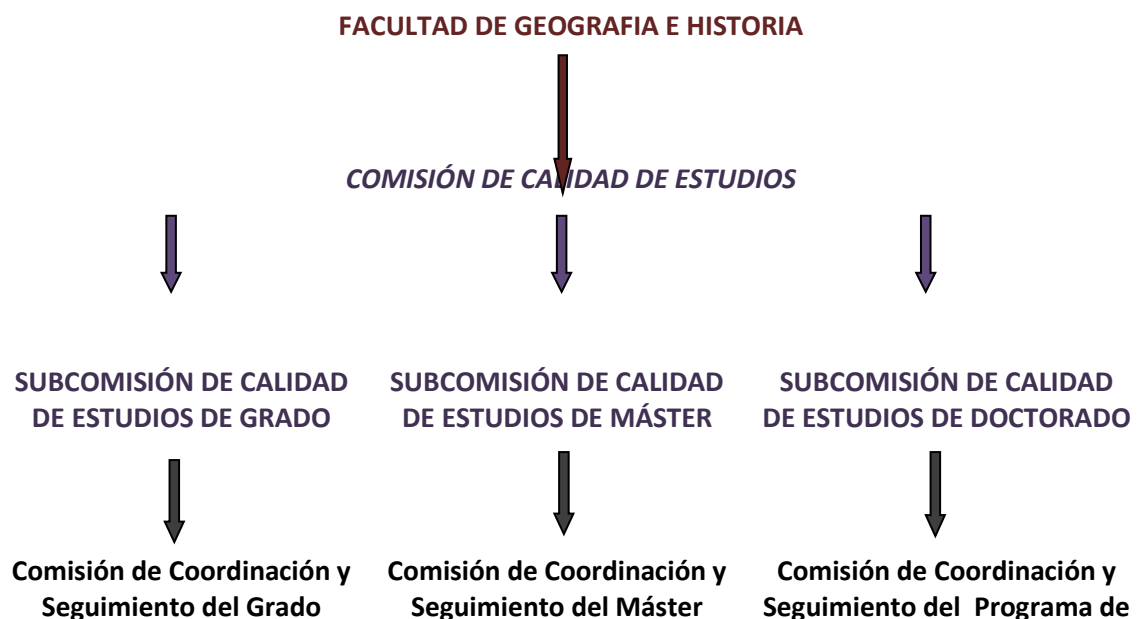 FACULTAD DE GEOGRAFIA E HISTORIA
COMISIÓN DE CALIDAD DE ESTUDIOS
SUBCOMISIÓN DE CALIDAD
DE ESTUDIOS DE GRADO
SUBCOMISIÓN DE CALIDAD
DE ESTUDIOS DE MÁSTER
SUBCOMISIÓN DE CALIDAD
DE ESTUDIOS DE DOCTORADO
Comisión de Coordinación y
Seguimiento del Grado
Comisión de Coordinación y
Seguimiento del Máster
Comisión de Coordinación y
Seguimiento del Programa de